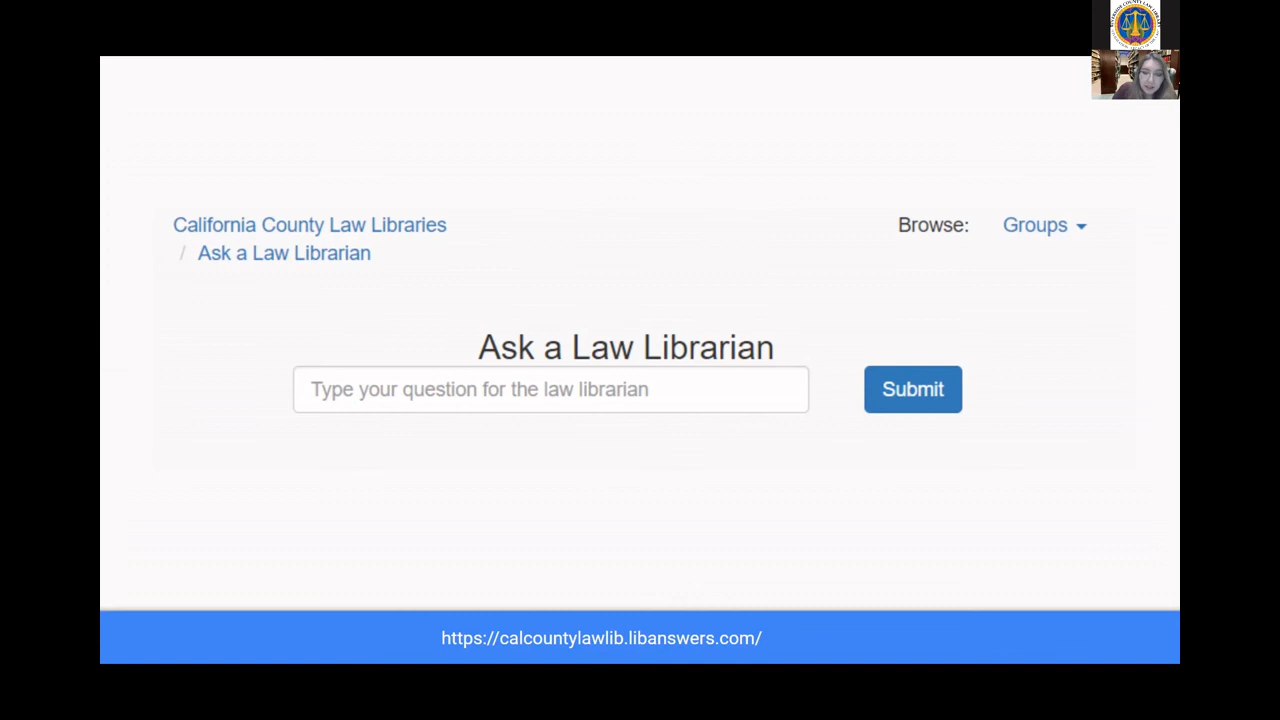 California County Law Libraries
Browse:
Groups
/ Ask a Law Librarian
Ask a Law Librarian
Type your question for the law librarian
Submit
https://calcountylawlib.libanswers.com/